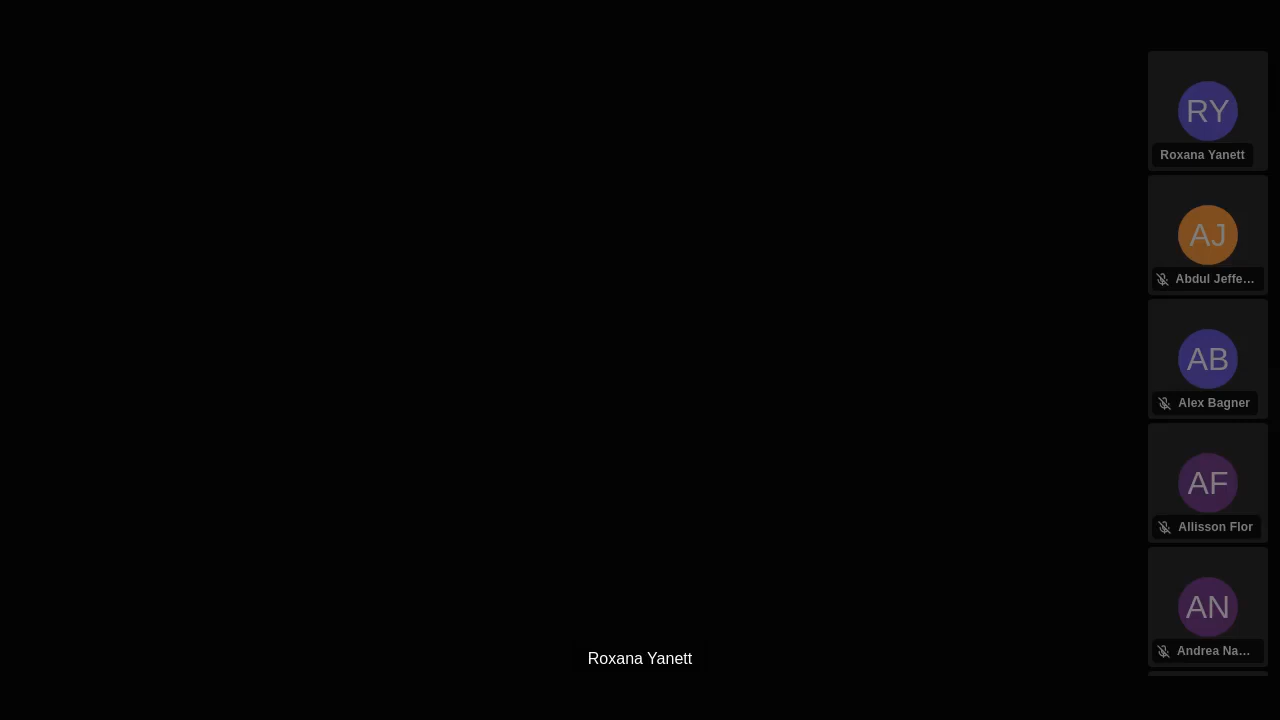 RY
Roxana Yanett
AJ
Abdul Jeffe...
AB
Alex Bagner
AF
Allisson Flor
AN
Andrea Na...
Roxana Yanett